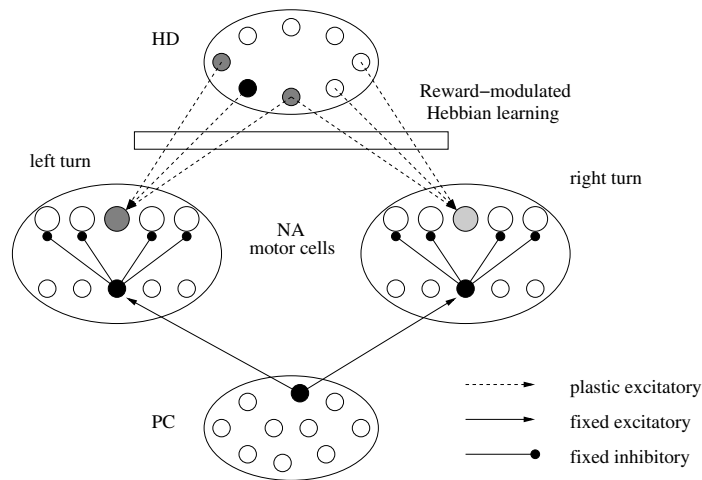 HD
Reward−modulated
Hebbian learning
left turn
right turn
NA
motor cells
PC
plastic excitatory
fixed excitatory
fixed inhibitory